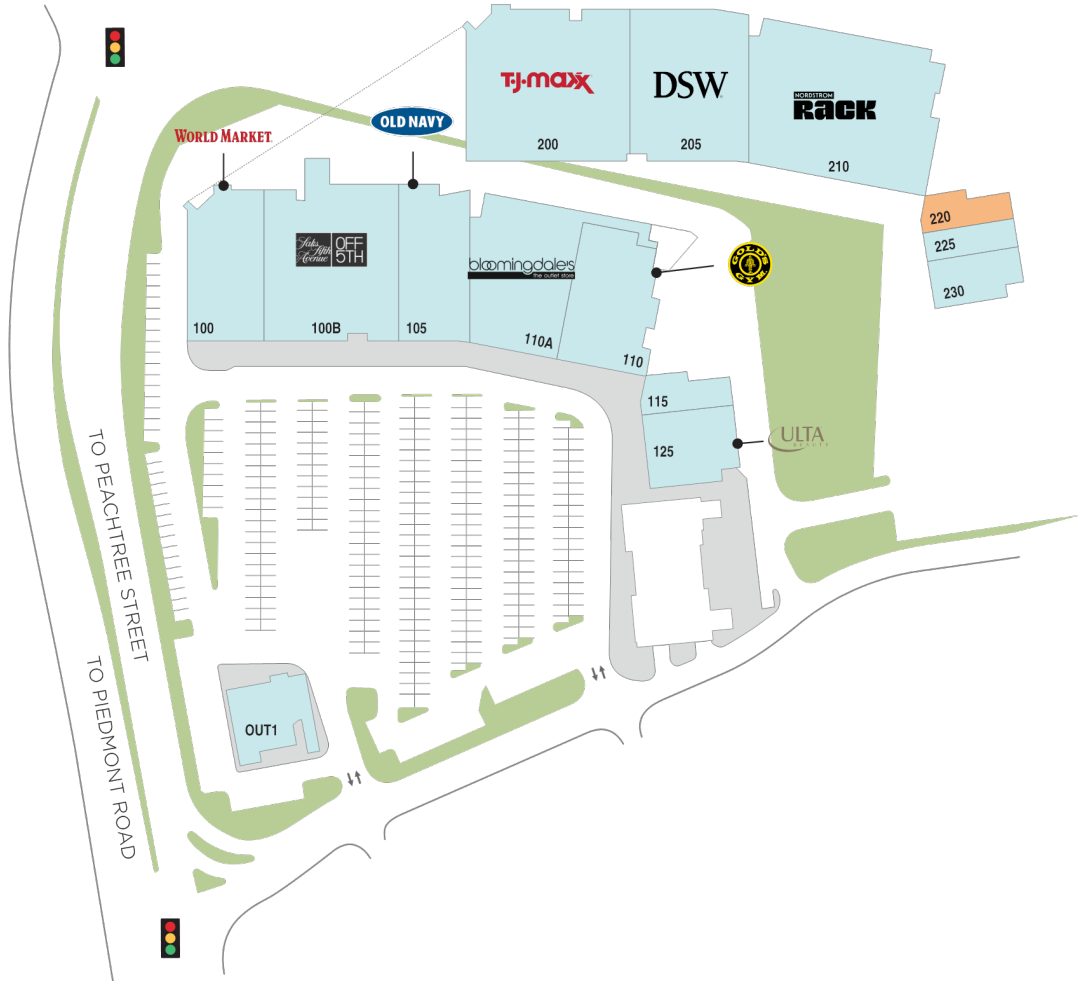 T·J·maxx
DSW
NORDSTROM
RACK
200
205
210
WORLD MARKET
OLD NAVY
220
225
230
Saks
Fifth
Avenue
OFF
5TH
bloomingdale's
the outlet store
GOLD'S
GYM
100
100B
105
110A
110
115
125
ULTA
BEAUTY
TO PEACHTREE STREET
TO PIEDMONT ROAD
OUT1